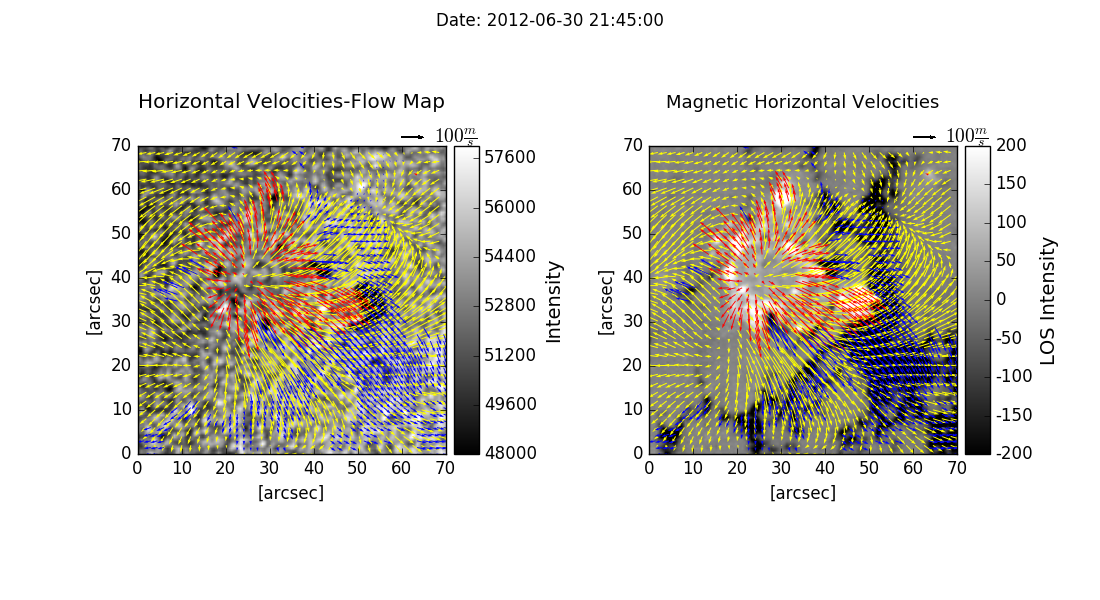 Date: 2012-06-30 21:45:00
Horizontal Velocities-Flow Map
100 m/s
70
60
50
40
30
20
10
0
0 10 20 30 40 50 60 70
[arcsec]
[arcsec]
57600
56000
54400
52800
51200
49600
48000
Intensity
Magnetic Horizontal Velocities
100 m/s
70
60
50
40
30
20
10
0
0 10 20 30 40 50 60 70
[arcsec]
[arcsec]
200
150
100
50
0
-50
-100
-150
-200
LOS Intensity